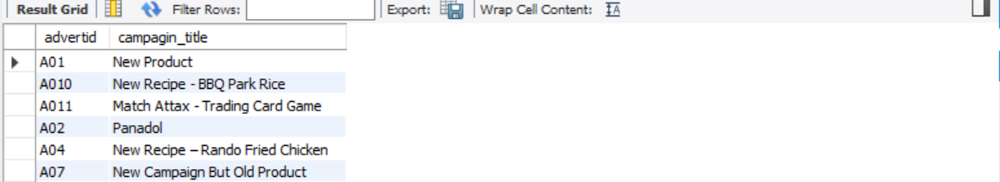 Result Grid Filter Rows: Export: Wrap Cell Content: IA
advertid campagin_title
A01 New Product
A010 New Recipe - BBQ Park Rice
A011 Match Attax - Trading Card Game
A02 Panadol
A04 New Recipe – Rando Fried Chicken
A07 New Campaign But Old Product